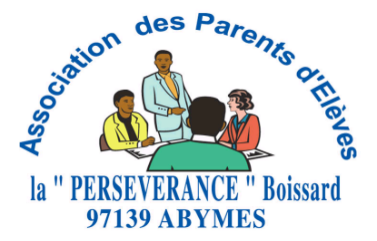 Association des Parents d'Elèves
la " PERSEVERANCE " Boissard
97139 ABYMES